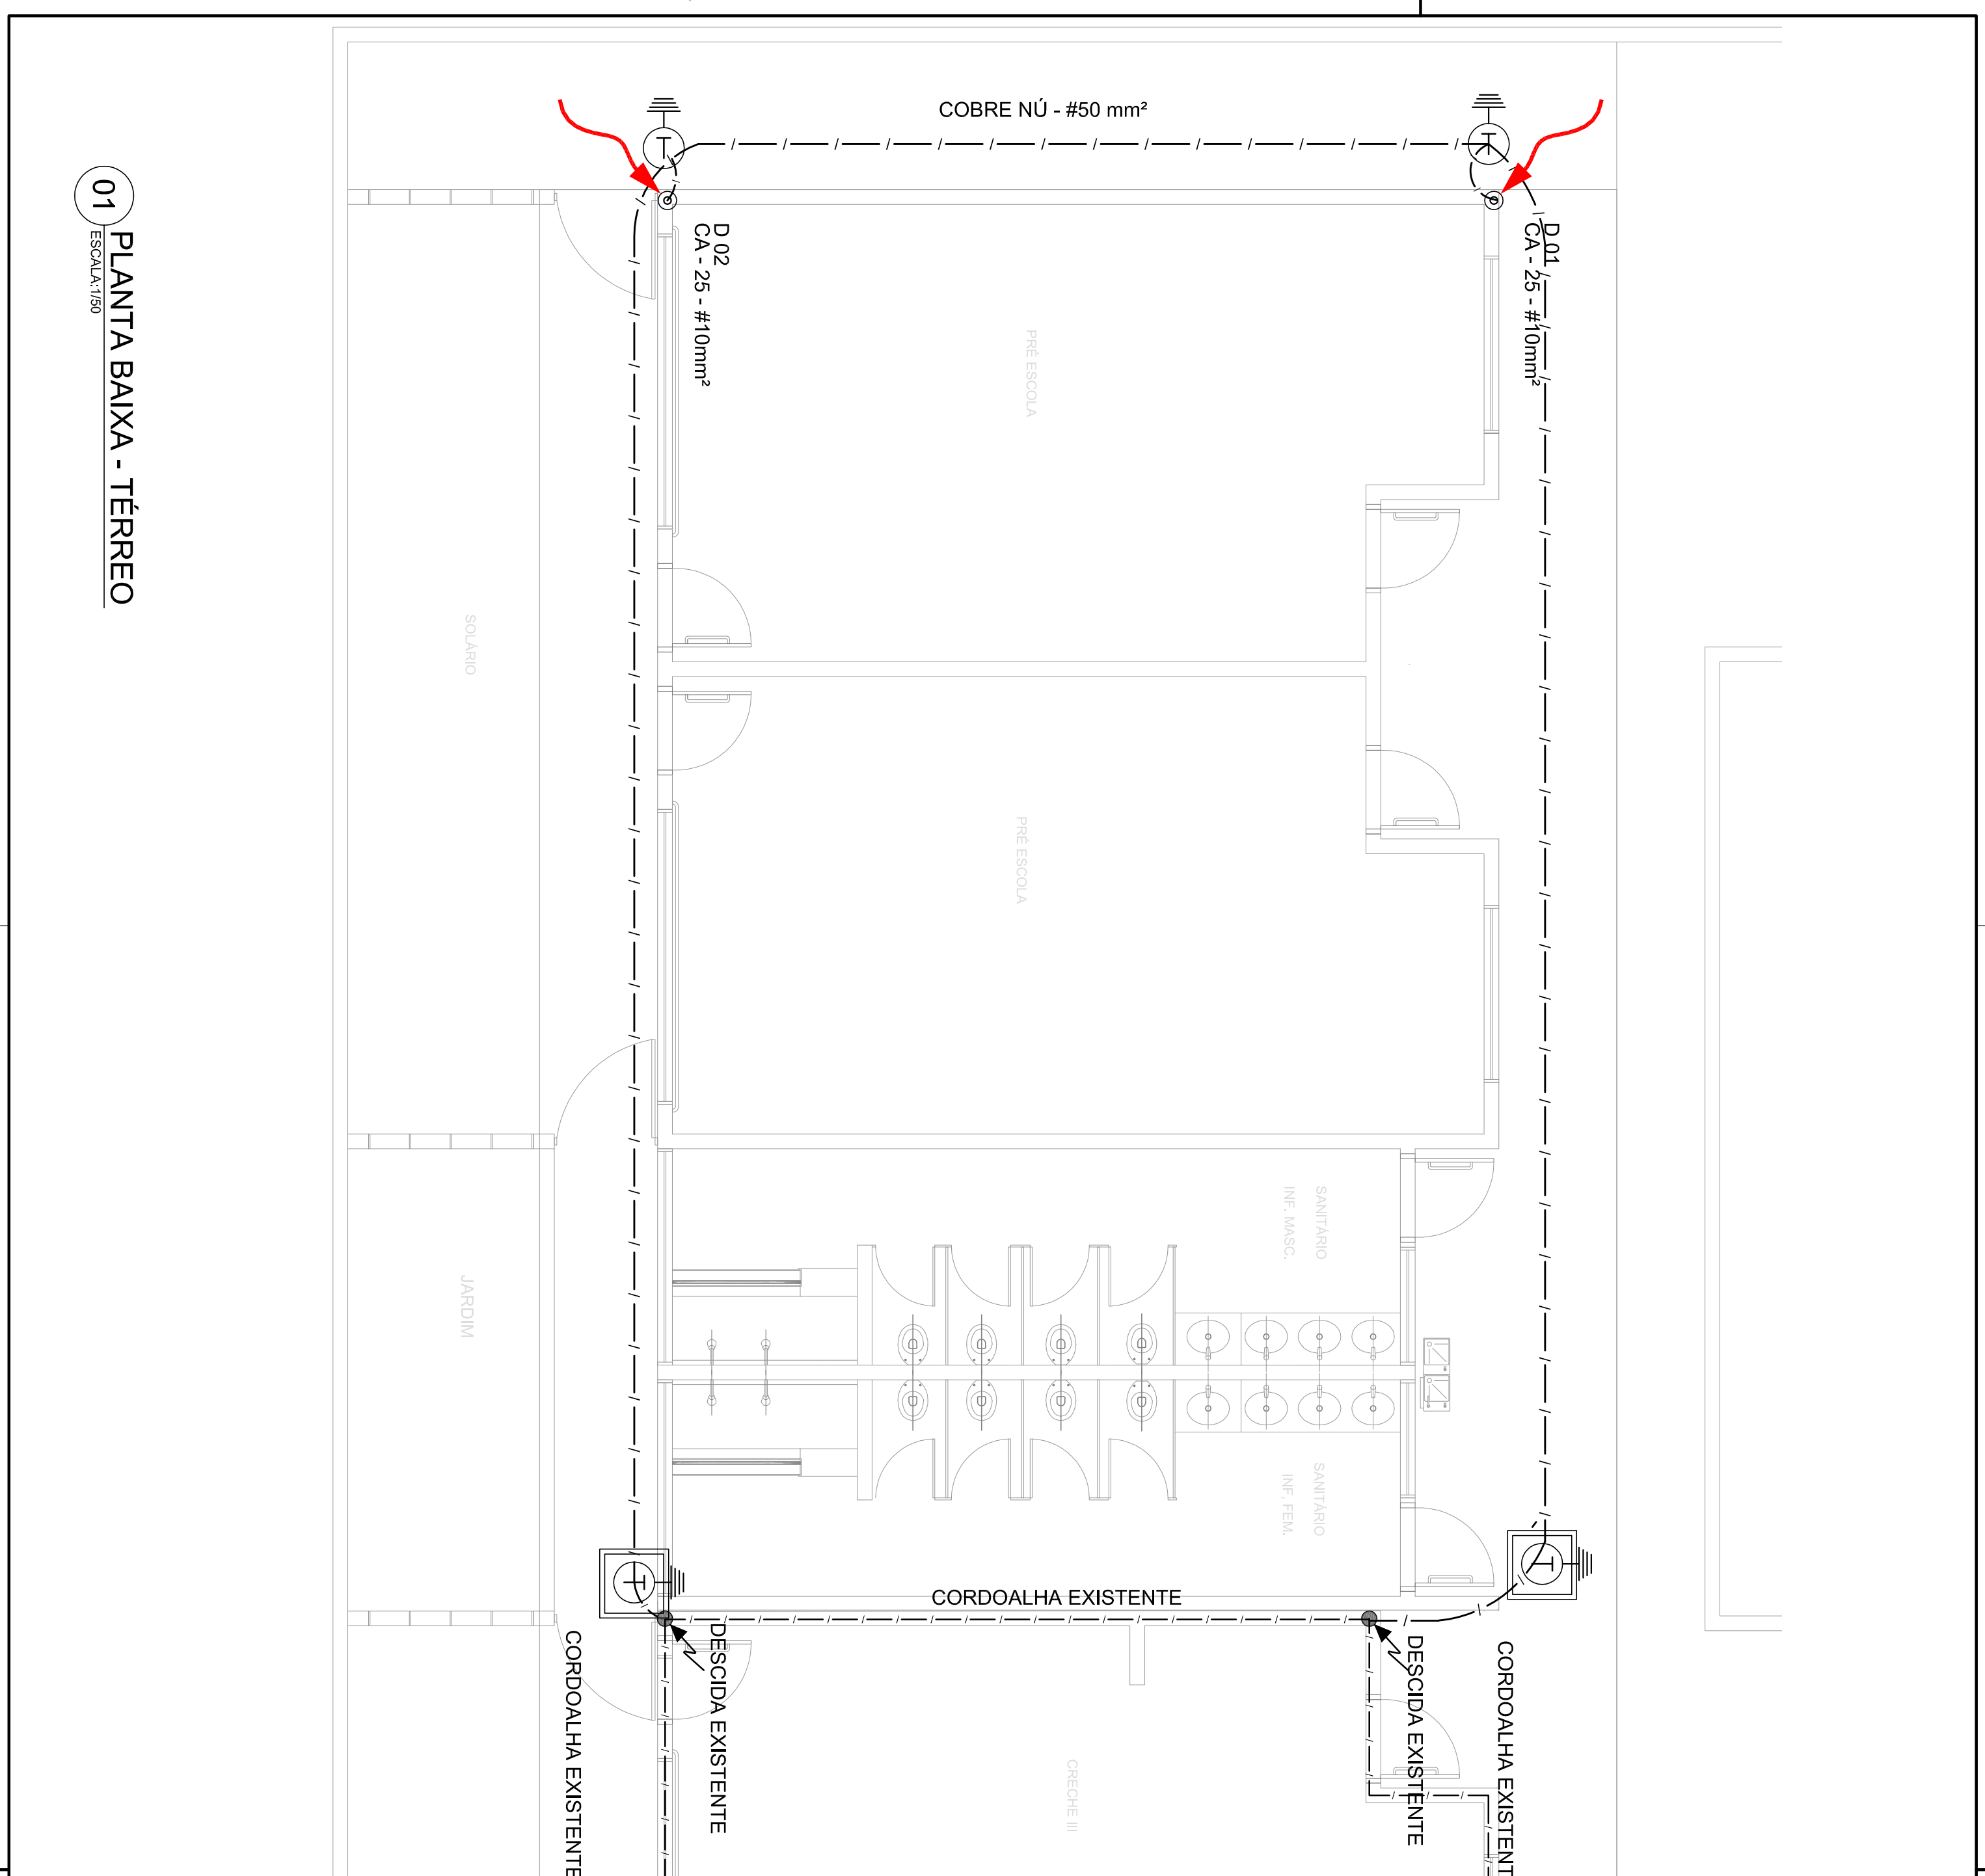 COBRE NÚ - #50 mm²
T
T
01
PLANTA BAIXA - TÉRREO
ESCALA:1/50
D 02
CA - 25 - #10mm²
D 01
CA - 25 - #10mm²
PRÉ ESCOLA
SOLÁRIO
PRÉ ESCOLA
SANITÁRIO
INF. MASC.
JARDIM
SANITÁRIO
INF. FEM.
T
T
CORDOALHA EXISTENTE
DESCIDA EXISTENTE
CORDOALHA EXISTENTE
DESCIDA EXISTENTE
CORDOALHA EXISTENT
CRECHE III